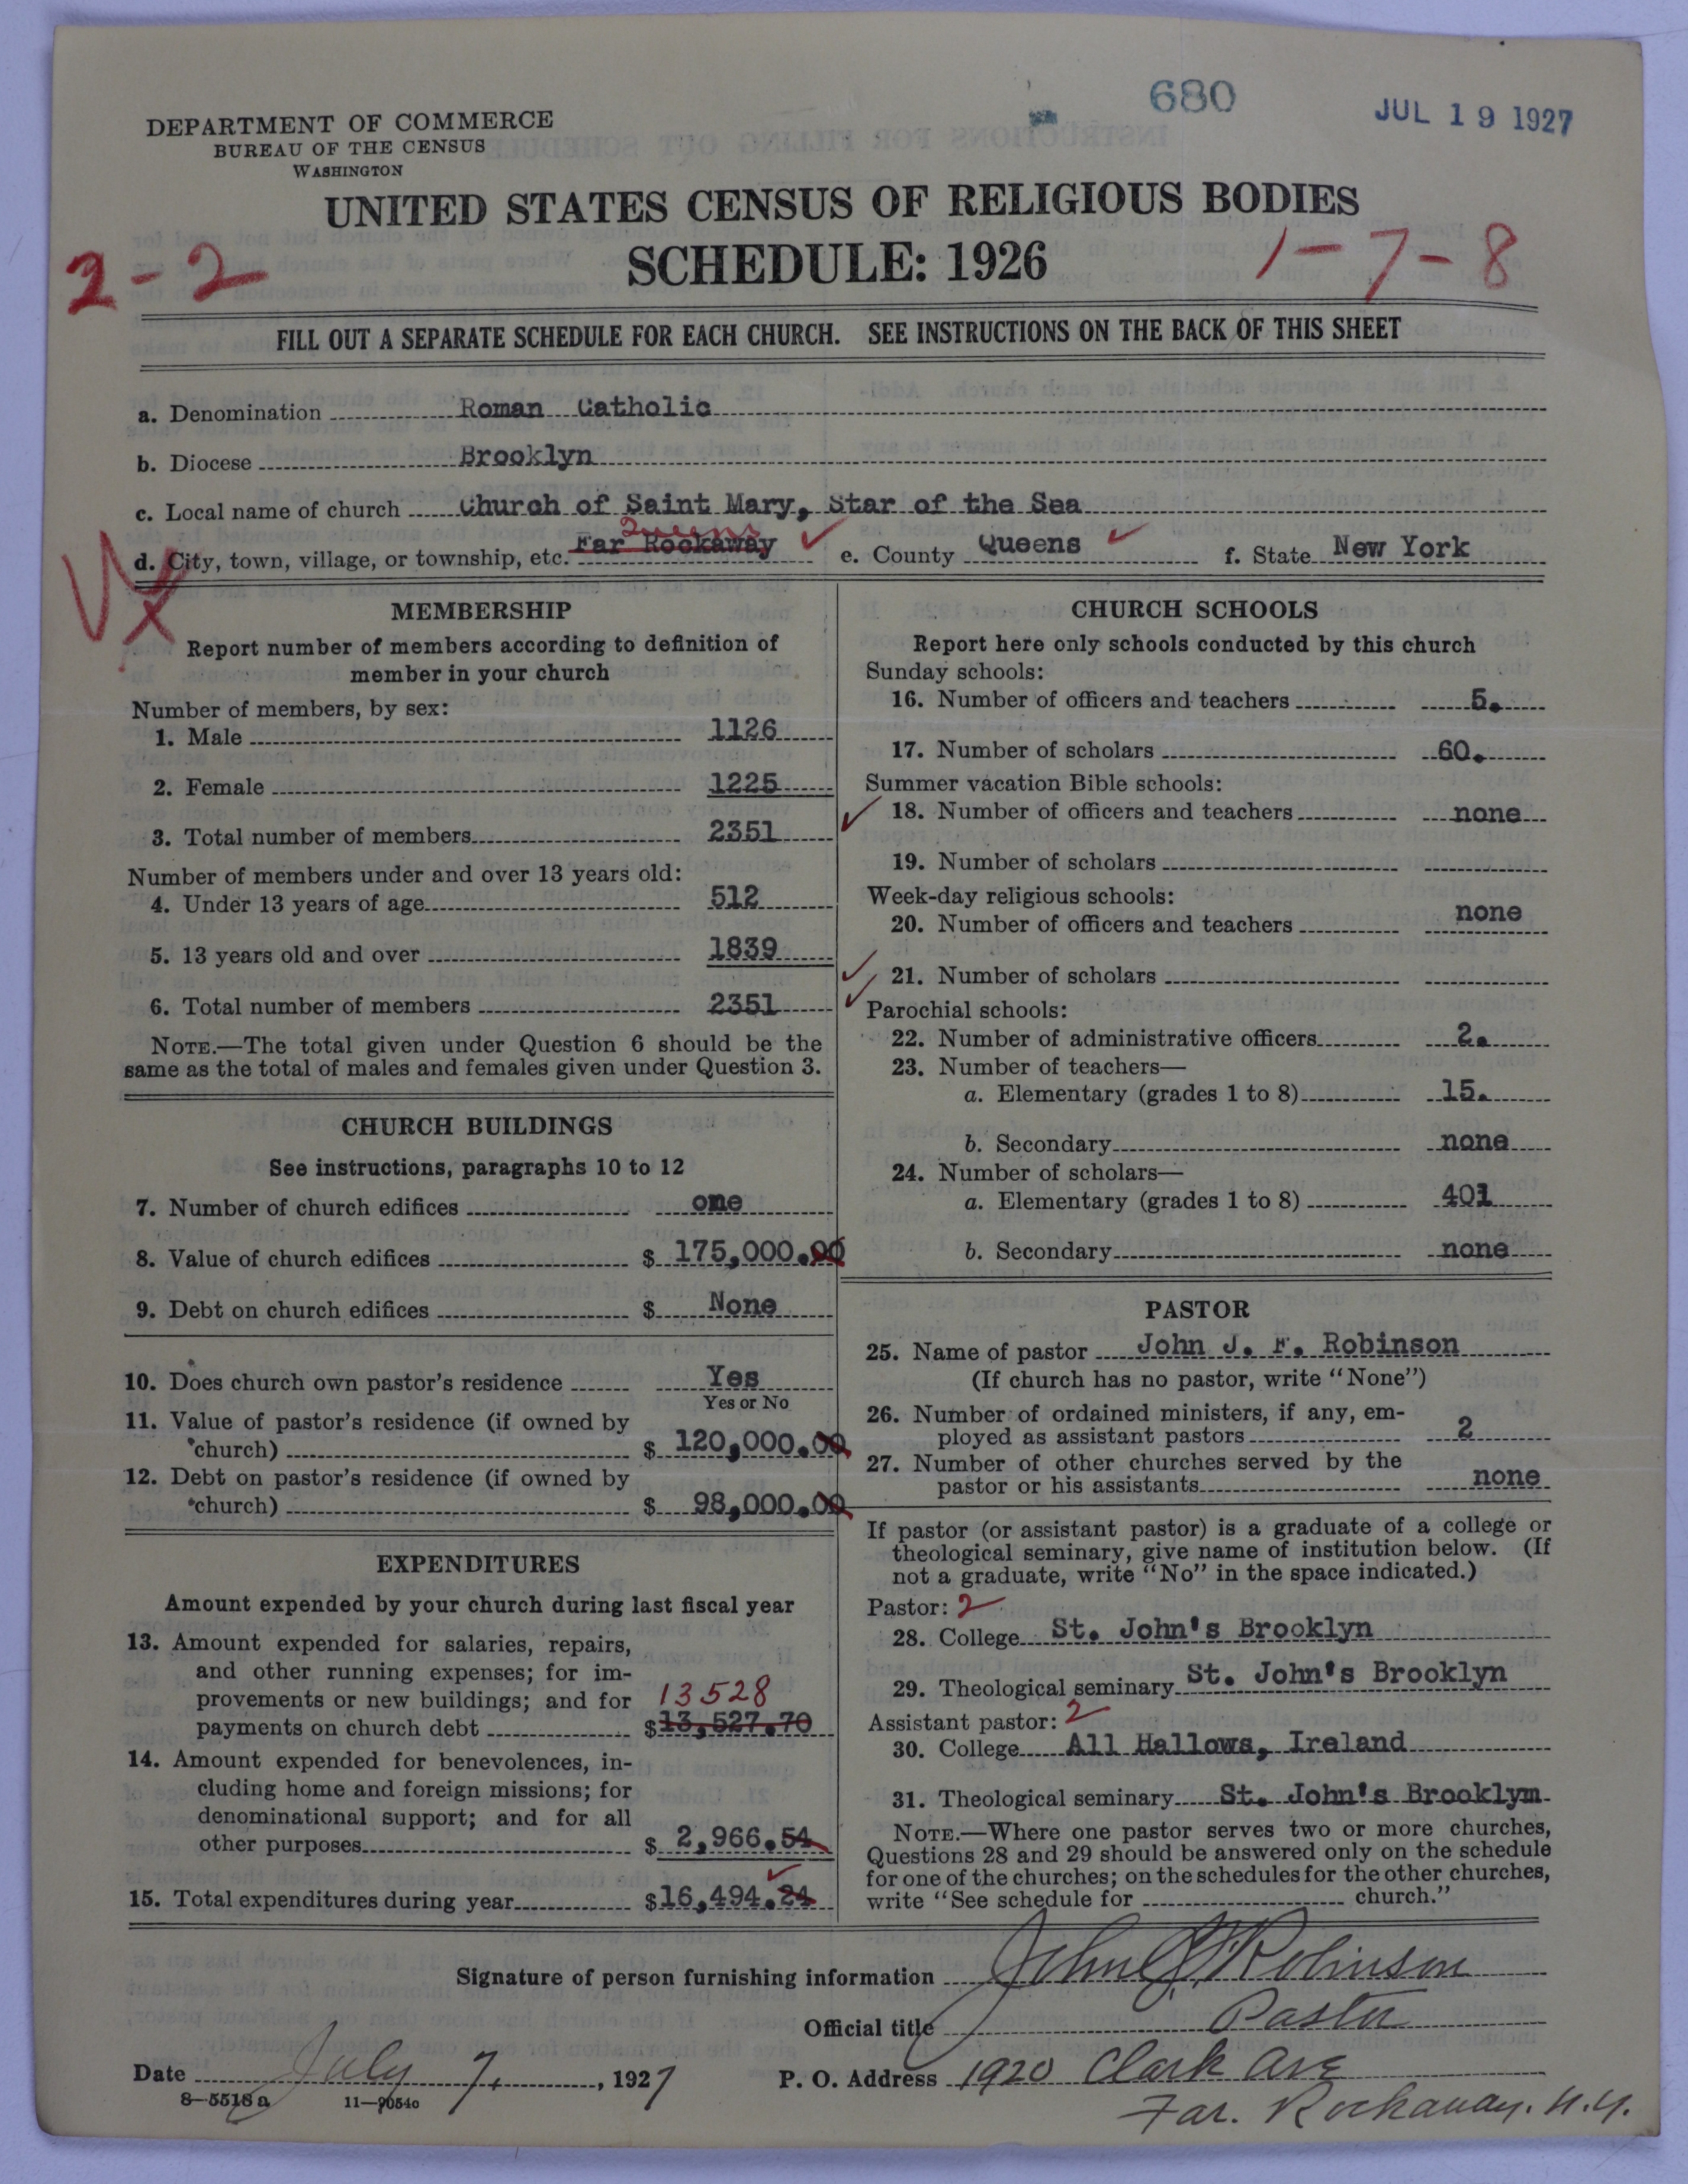 680
JUL 19 1927
DEPARTMENT OF COMMERCE
BUREAU OF THE CENSUS
WASHINGTON
UNITED STATES CENSUS OF RELIGIOUS BODIES
2-2
SCHEDULE: 1926
1-7-8
FILL OUT A SEPARATE SCHEDULE FOR EACH CHURCH. SEE INSTRUCTIONS ON THE BACK OF THIS SHEET
a. Denomination Roman Catholic
b. Diocese Brooklyn
c. Local name of church Church of Saint Mary, Star of the Sea
Queens
d. City, town, village, or township, etc. Far Rockaway e. County Queens f. State New York
MEMBERSHIP
Report number of members according to definition of
member in your church
Number of members, by sex:
1. Male 1126
2. Female 1225
3. Total number of members 2351
Number of members under and over 13 years old:
4. Under 13 years of age 512
5. 13 years old and over 1839
6. Total number of members 2351
NOTE.—The total given under Question 6 should be the
same as the total of males and females given under Question 3.
CHURCH BUILDINGS
See instructions, paragraphs 10 to 12
7. Number of church edifices one
8. Value of church edifices $ 175,000.00
9. Debt on church edifices $ None
10. Does church own pastor's residence Yes
Yes or No
11. Value of pastor's residence (if owned by
church) $ 120,000.00
12. Debt on pastor's residence (if owned by
church) $ 98,000.00
EXPENDITURES
Amount expended by your church during last fiscal year
13. Amount expended for salaries, repairs,
and other running expenses; for im-
provements or new buildings; and for 13528
payments on church debt $13,527.70
14. Amount expended for benevolences, in-
cluding home and foreign missions; for
denominational support; and for all
other purposes $ 2,966.54
15. Total expenditures during year $16,494.24
CHURCH SCHOOLS
Report here only schools conducted by this church
Sunday schools:
16. Number of officers and teachers 5.
17. Number of scholars 60.
Summer vacation Bible schools:
18. Number of officers and teachers none
19. Number of scholars
Week-day religious schools:
20. Number of officers and teachers none
21. Number of scholars
Parochial schools:
22. Number of administrative officers 2.
23. Number of teachers—
a. Elementary (grades 1 to 8) 15.
b. Secondary none
24. Number of scholars—
a. Elementary (grades 1 to 8) 401
b. Secondary none
PASTOR
25. Name of pastor John J. F. Robinson
(If church has no pastor, write "None")
26. Number of ordained ministers, if any, em-
ployed as assistant pastors 2
27. Number of other churches served by the
pastor or his assistants none
If pastor (or assistant pastor) is a graduate of a college or
theological seminary, give name of institution below. (If
not a graduate, write "No" in the space indicated.)
Pastor: 2
28. College St. John's Brooklyn
29. Theological seminary St. John's Brooklyn
Assistant pastor: 2
30. College All Hallows, Ireland
31. Theological seminary St. John's Brooklyn
NOTE.—Where one pastor serves two or more churches,
Questions 28 and 29 should be answered only on the schedule
for one of the churches; on the schedules for the other churches,
write "See schedule for church."
Signature of person furnishing information John J. F. Robinson
Official title Pastor
Date July 7, 1927 P. O. Address 1920 Clark Ave
8—5518 a 11—9054o
Far Rockaway. N.Y.